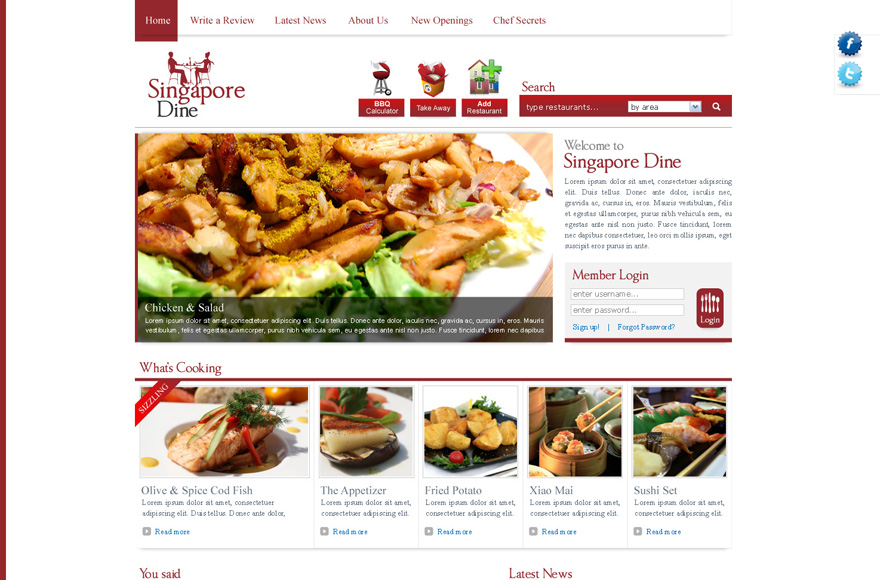 Home Write a Review Latest News About Us New Openings Chef Secrets
Singapore
Dine
BBQ
Calculator
Take Away
Add
Restaurant
Search
type restaurants... by area
Welcome to
Singapore Dine
Lorem ipsum dolor sit amet, consectetuer adipiscing
elit. Duis tellus. Donec ante dolor, iaculis nec,
gravida ac, cursus in, eros. Mauris vestibulum, felis
et egestas ullamcorper, purus nibh vehicula sem, eu
egestas ante nisl non justo. Fusce tincidunt, lorem
nec dapibus consectetuer, leo orci mollis ipsum, eget
suscipit eros purus in ante.
Chicken & Salad
Lorem ipsum dolor sit amet, consectetuer adipiscing elit. Duis tellus. Donec ante dolor, iaculis nec, gravida ac, cursus in, eros. Mauris
vestibulum, felis et egestas ullamcorper, purus nibh vehicula sem, eu egestas ante nisl non justo. Fusce tincidunt, lorem nec dapibus
Member Login
enter username...
enter password...
Login
Sign up! | Forgot Password?
What's Cooking
SIZZLING
Olive & Spice Cod Fish
Lorem ipsum dolor sit amet, consectetuer
adipiscing elit. Duis tellus. Donec ante dolor,
Read more
The Appetizer
Lorem ipsum dolor sit amet,
consectetuer adipiscing elit.
Read more
Fried Potato
Lorem ipsum dolor sit amet,
consectetuer adipiscing elit.
Read more
Xiao Mai
Lorem ipsum dolor sit amet,
consectetuer adipiscing elit.
Read more
Sushi Set
Lorem ipsum dolor sit amet,
consectetuer adipiscing elit.
Read more
You said
Latest News